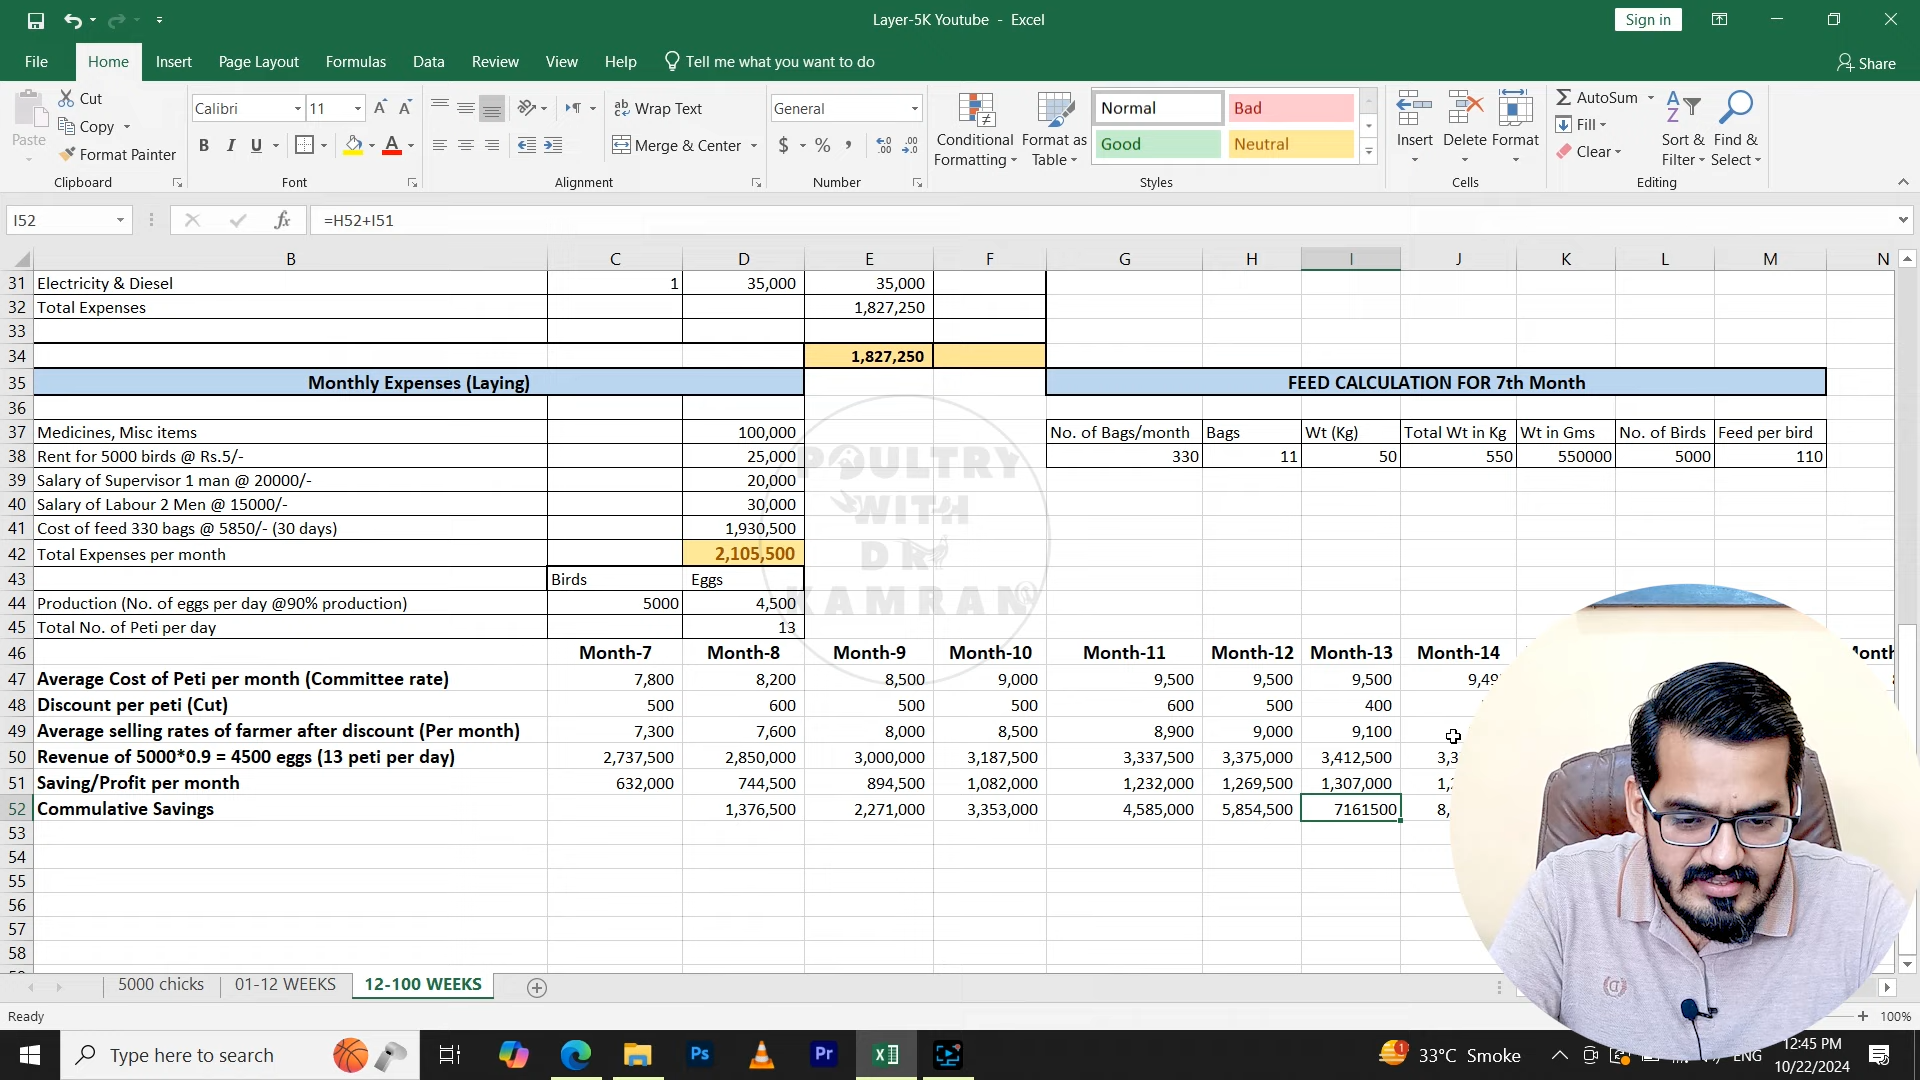 Layer-5K Youtube - Excel
Sign in
File Home Insert Page Layout Formulas Data Review View Help Tell me what you want to do
Share
Paste
Cut
Copy
Format Painter
Calibri 11
B I U
Wrap Text
Merge & Center
General
$ % ,
Conditional Formatting
Format as Table
Normal Bad
Good Neutral
Insert Delete Format
AutoSum
Fill
Clear
Sort & Filter
Find & Select
Clipboard Font Alignment Number Styles Cells Editing
I52 fx =H52+I51
B C D E F G H I J K L M N
31 Electricity & Diesel 1 35,000 35,000
32 Total Expenses 1,827,250
33
34 1,827,250
35 Monthly Expenses (Laying) FEED CALCULATION FOR 7th Month
36
37 Medicines, Misc items 100,000 No. of Bags/month Bags Wt (Kg) Total Wt in Kg Wt in Gms No. of Birds Feed per bird
38 Rent for 5000 birds @ Rs.5/- 25,000 330 11 50 550 550000 5000 110
39 Salary of Supervisor 1 man @ 20000/- 20,000
40 Salary of Labour 2 Men @ 15000/- 30,000
41 Cost of feed 330 bags @ 5850/- (30 days) 1,930,500
42 Total Expenses per month 2,105,500
43 Birds Eggs
44 Production (No. of eggs per day @90% production) 5000 4,500
45 Total No. of Peti per day 13
46 Month-7 Month-8 Month-9 Month-10 Month-11 Month-12 Month-13 Month-14
47 Average Cost of Peti per month (Committee rate) 7,800 8,200 8,500 9,000 9,500 9,500 9,500
48 Discount per peti (Cut) 500 600 500 500 600 500 400
49 Average selling rates of farmer after discount (Per month) 7,300 7,600 8,000 8,500 8,900 9,000 9,100
50 Revenue of 5000*0.9 = 4500 eggs (13 peti per day) 2,737,500 2,850,000 3,000,000 3,187,500 3,337,500 3,375,000 3,412,500
51 Saving/Profit per month 632,000 744,500 894,500 1,082,000 1,232,000 1,269,500 1,307,000
52 Commulative Savings 1,376,500 2,271,000 3,353,000 4,585,000 5,854,500 7161500
53
54
55
56
57
58
POULTRY
WITH
DR
KAMRAN
5000 chicks 01-12 WEEKS 12-100 WEEKS
Ready
100%
Type here to search
Ps
Pr
33°C Smoke
ENG
12:45 PM
10/22/2024